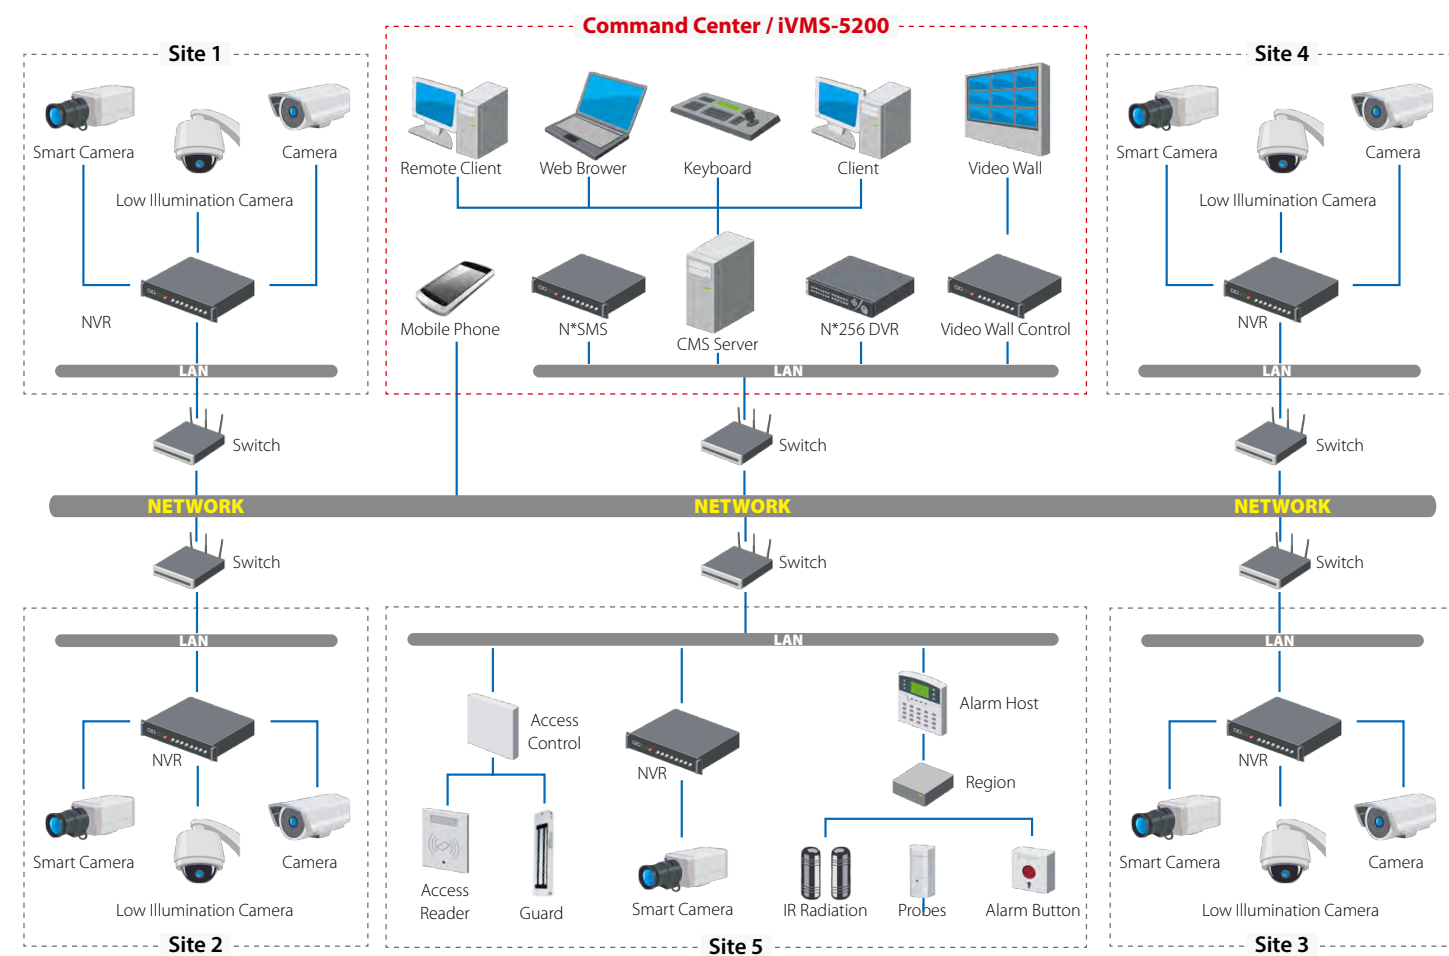 Command Center / iVMS-5200
Site 1
Site 4
Smart Camera
Camera
Low Illumination Camera
NVR
LAN
Remote Client
Web Brower
Keyboard
Client
Video Wall
Mobile Phone
N*SMS
CMS Server
N*256 DVR
Video Wall Control
LAN
Smart Camera
Camera
Low Illumination Camera
NVR
LAN
Switch
Switch
Switch
NETWORK
NETWORK
NETWORK
Switch
Switch
Switch
LAN
NVR
Smart Camera
Camera
Low Illumination Camera
Site 2
LAN
Access
Control
NVR
Alarm Host
Region
Access
Reader
Guard
Smart Camera
IR Radiation
Probes
Alarm Button
Site 5
LAN
NVR
Smart Camera
Camera
Low Illumination Camera
Site 3